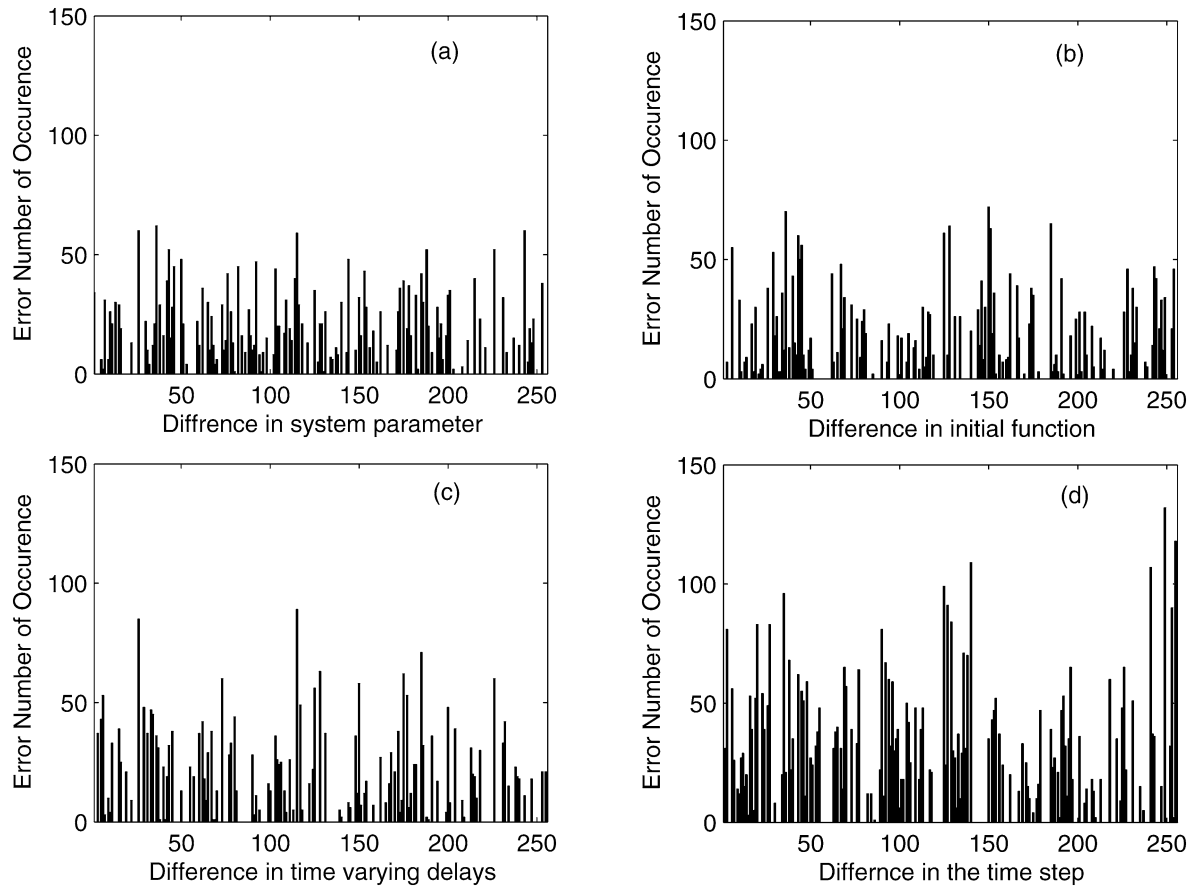 150
100
50
0
Error Number of Occurence
(a)
50 100 150 200 250
Diffrence in system parameter
150
100
50
0
Error Number of Occurence
(b)
50 100 150 200 250
Difference in initial function
150
100
50
0
Error Number of Occurence
(c)
50 100 150 200 250
Difference in time varying delays
150
100
50
0
Error Number of Occurence
(d)
50 100 150 200 250
Differnce in the time step